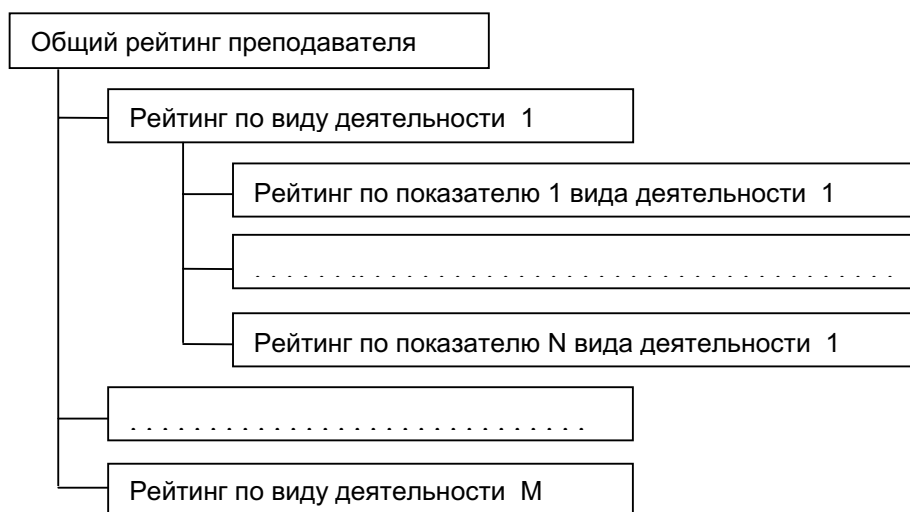 Общий рейтинг преподавателя
Рейтинг по виду деятельности 1
Рейтинг по показателю 1 вида деятельности 1
. . . . . . .. . . . . . . . . . . . . . . . . . . . . . . . . . . . . . . . . . . . . . . .
Рейтинг по показателю N вида деятельности 1
. . . . . . . . . . . . . . . . . . . . . . . . . . . . .
Рейтинг по виду деятельности M